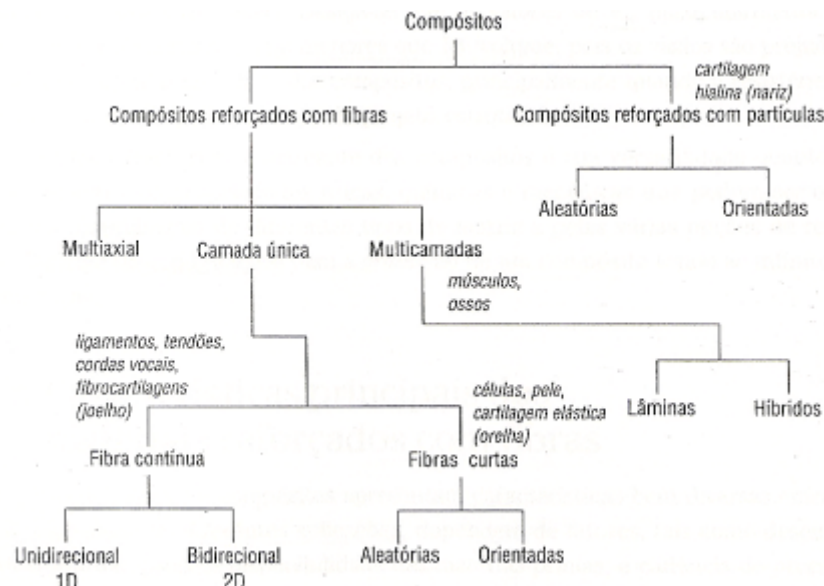 Compósitos
cartilagem
hialina (nariz)
Compósitos reforçados com fibras
Compósitos reforçados com partículas
Aleatórias
Orientadas
Multiaxial
Camada única
Multicamadas
músculos,
ossos
ligamentos, tendões,
cordas vocais,
fibrocartilagens
(joelho)
células, pele,
cartilagem elástica
(orelha)
Lâminas
Híbridos
Fibra contínua
Fibras curtas
Unidirecional
1D
Bidirecional
2D
Aleatórias
Orientadas